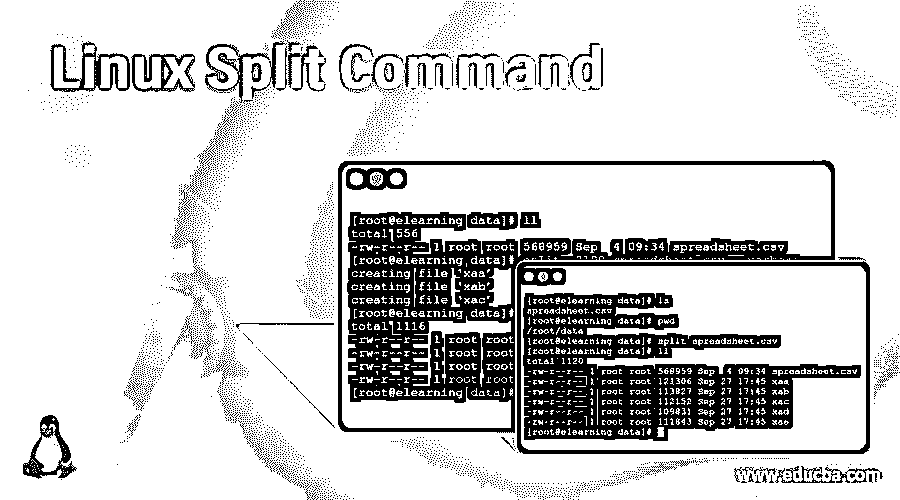 Linux Split Command
[root@elearning data]# ll
total 556
-rw-r--r-- 1 root root 568959 Sep 4 09:34 spreadsheet.csv
[root@elearning data]#
creating file 'xaa'
creating file 'xab'
creating file 'xac'
[root@elearning data]#
total 1116
-rw-r--r-- 1 root root
-rw-r--r-- 1 root root
-rw-r--r-- 1 root root
-rw-r--r-- 1 root root
[root@elearning data]#
[root@elearning data]# ls
spreadsheet.csv
[root@elearning data]# pwd
/root/data
[root@elearning data]# split spreadsheet.csv
[root@elearning data]# ll
total 1120
-rw-r--r-- 1 root root 568959 Sep 4 09:34 spreadsheet.csv
-rw-r--r-- 1 root root 121306 Sep 27 17:45 xaa
-rw-r--r-- 1 root root 113827 Sep 27 17:45 xab
-rw-r--r-- 1 root root 112152 Sep 27 17:45 xac
-rw-r--r-- 1 root root 109831 Sep 27 17:45 xad
-rw-r--r-- 1 root root 111843 Sep 27 17:45 xae
[root@elearning data]#
www.educba.com